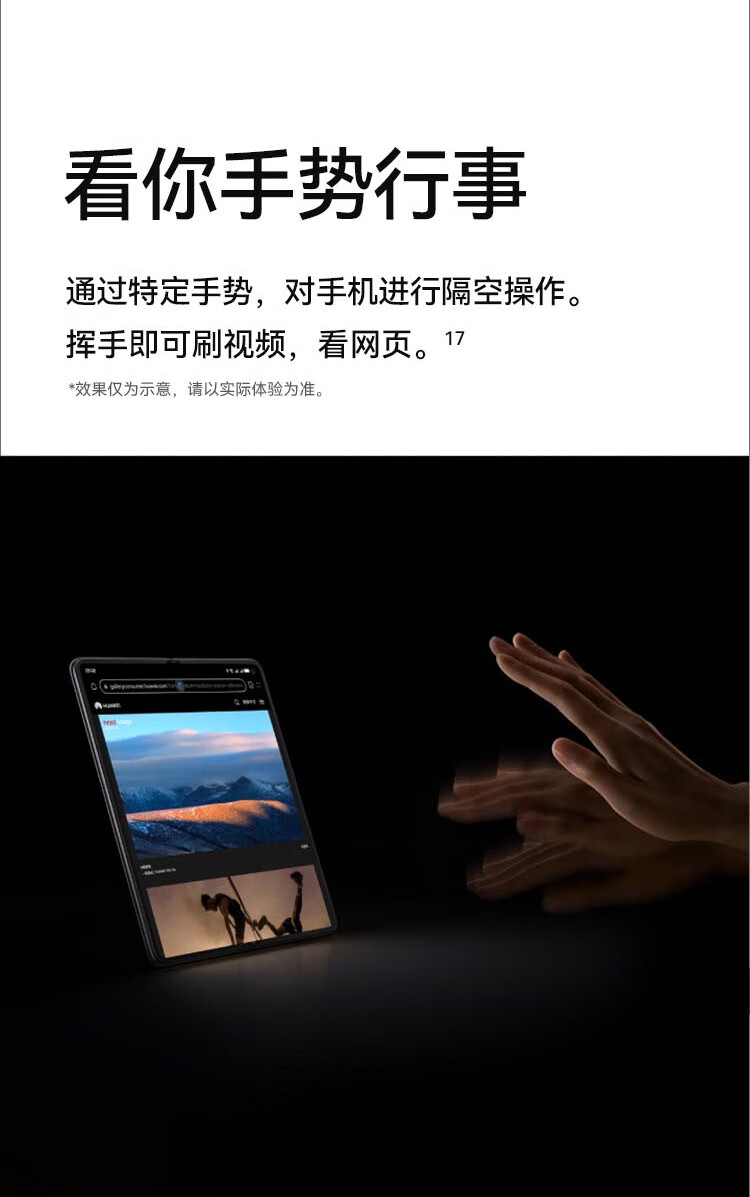 看你手势行事
通过特定手势，对手机进行隔空操作。
挥手即可刷视频，看网页。17
*效果仅为示意，请以实际体验为准。
HUAWEI